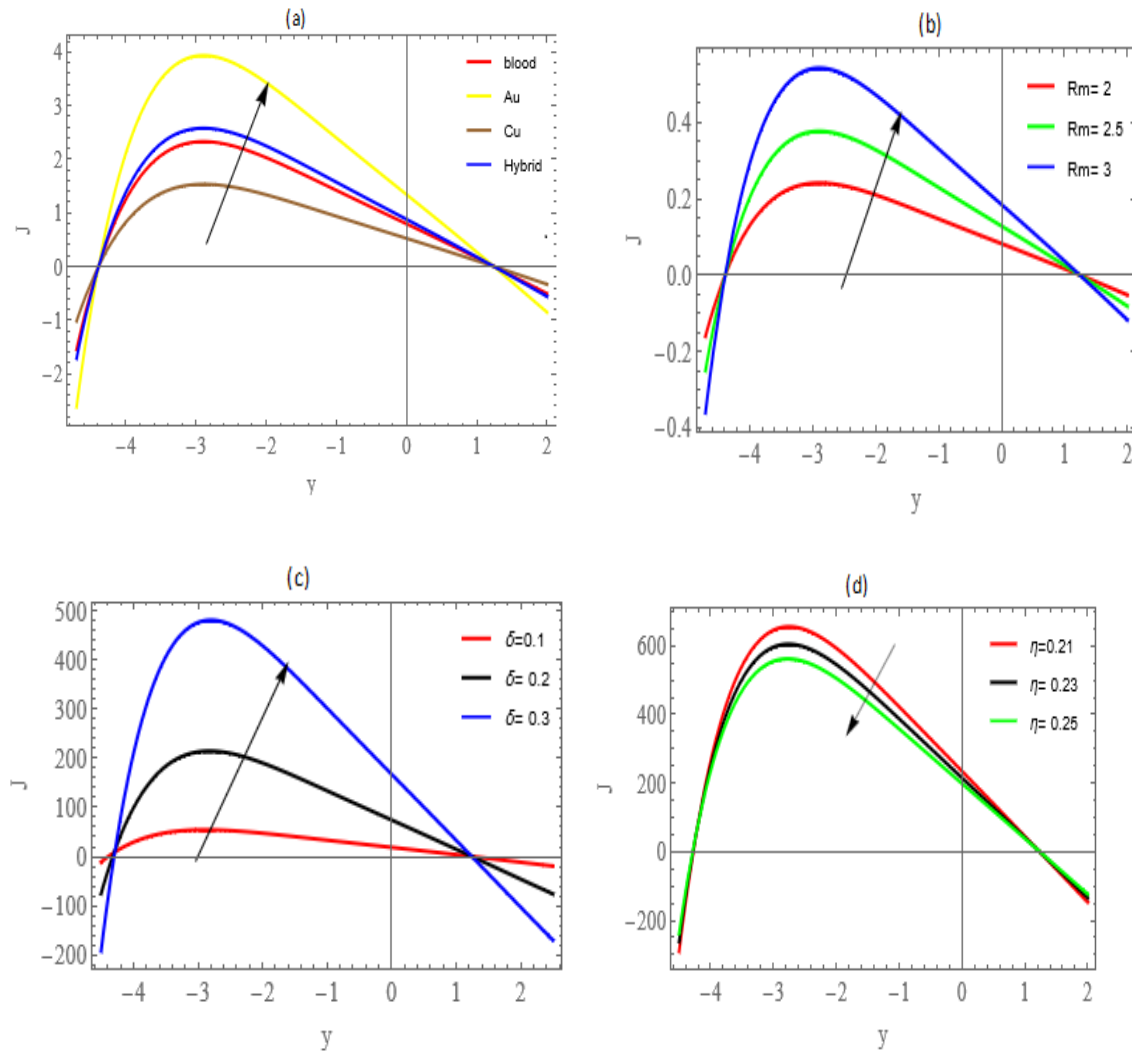 (a)
4
3
2
1
0
−1
−2
J
−4
−3
−2
−1
0
1
2
y
blood
Au
Cu
Hybrid
(b)
0.4
0.2
0.0
−0.2
−0.4
J
−4
−3
−2
−1
0
1
2
y
Rm= 2
Rm= 2.5
Rm= 3
(c)
500
400
300
200
100
0
−100
−200
J
−4
−3
−2
−1
0
1
2
y
δ=0.1
δ= 0.2
δ= 0.3
(d)
600
400
200
0
−200
J
−4
−3
−2
−1
0
1
2
y
η=0.21
η= 0.23
η= 0.25